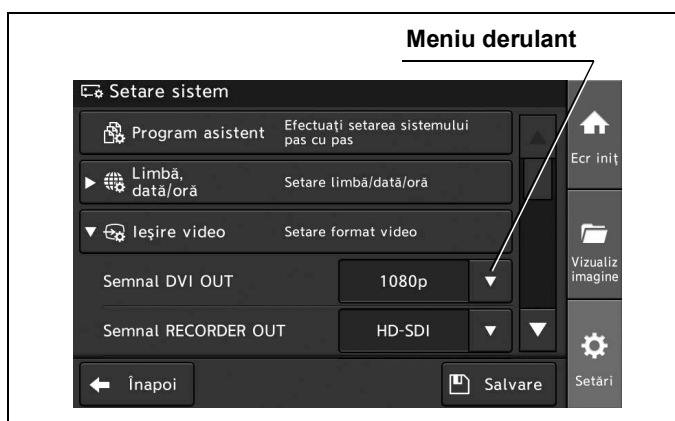 Meniu derulant
Setare sistem
Program asistent
Efectuați setarea sistemului
pas cu pas
Limbă,
dată/oră
Setare limbă/dată/oră
Ieșire video
Setare format video
Semnal DVI OUT
1080p
Semnal RECORDER OUT
HD-SDI
Înapoi
Salvare
Ecr iniț
Vizualiz
imagine
Setări